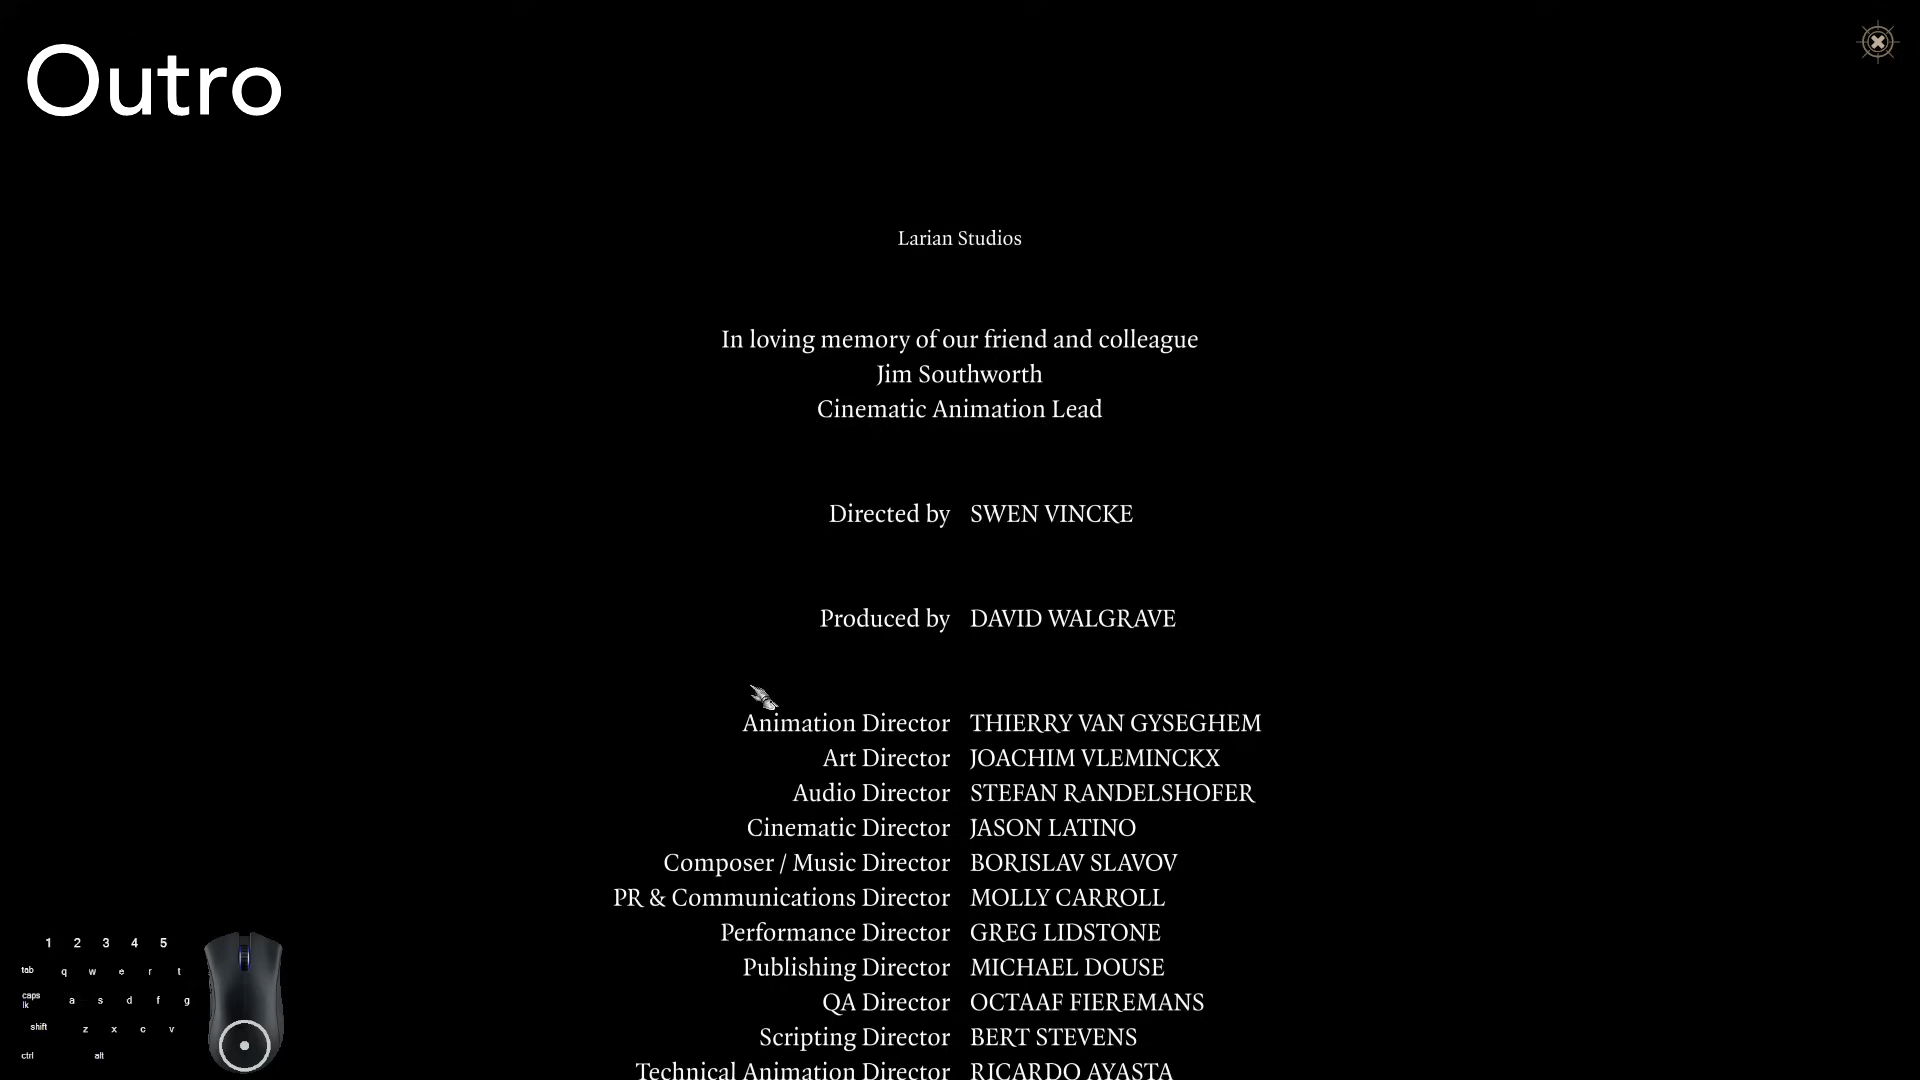 Outro
Larian Studios
In loving memory of our friend and colleague
Jim Southworth
Cinematic Animation Lead
Directed by SWEN VINCKE
Produced by DAVID WALGRAVE
Animation Director THIERRY VAN GYSEGHEM
Art Director JOACHIM VLEMINCKX
Audio Director STEFAN RANDELSHOFER
Cinematic Director JASON LATINO
Composer / Music Director BORISLAV SLAVOV
PR & Communications Director MOLLY CARROLL
Performance Director GREG LIDSTONE
Publishing Director MICHAEL DOUSE
QA Director OCTAAF FIEREMANS
Scripting Director BERT STEVENS
Technical Animation Director RICARDO AYASTA
1 2 3 4 5
tab q w e r t
caps lk a s d f g
shift z x c v
ctrl alt